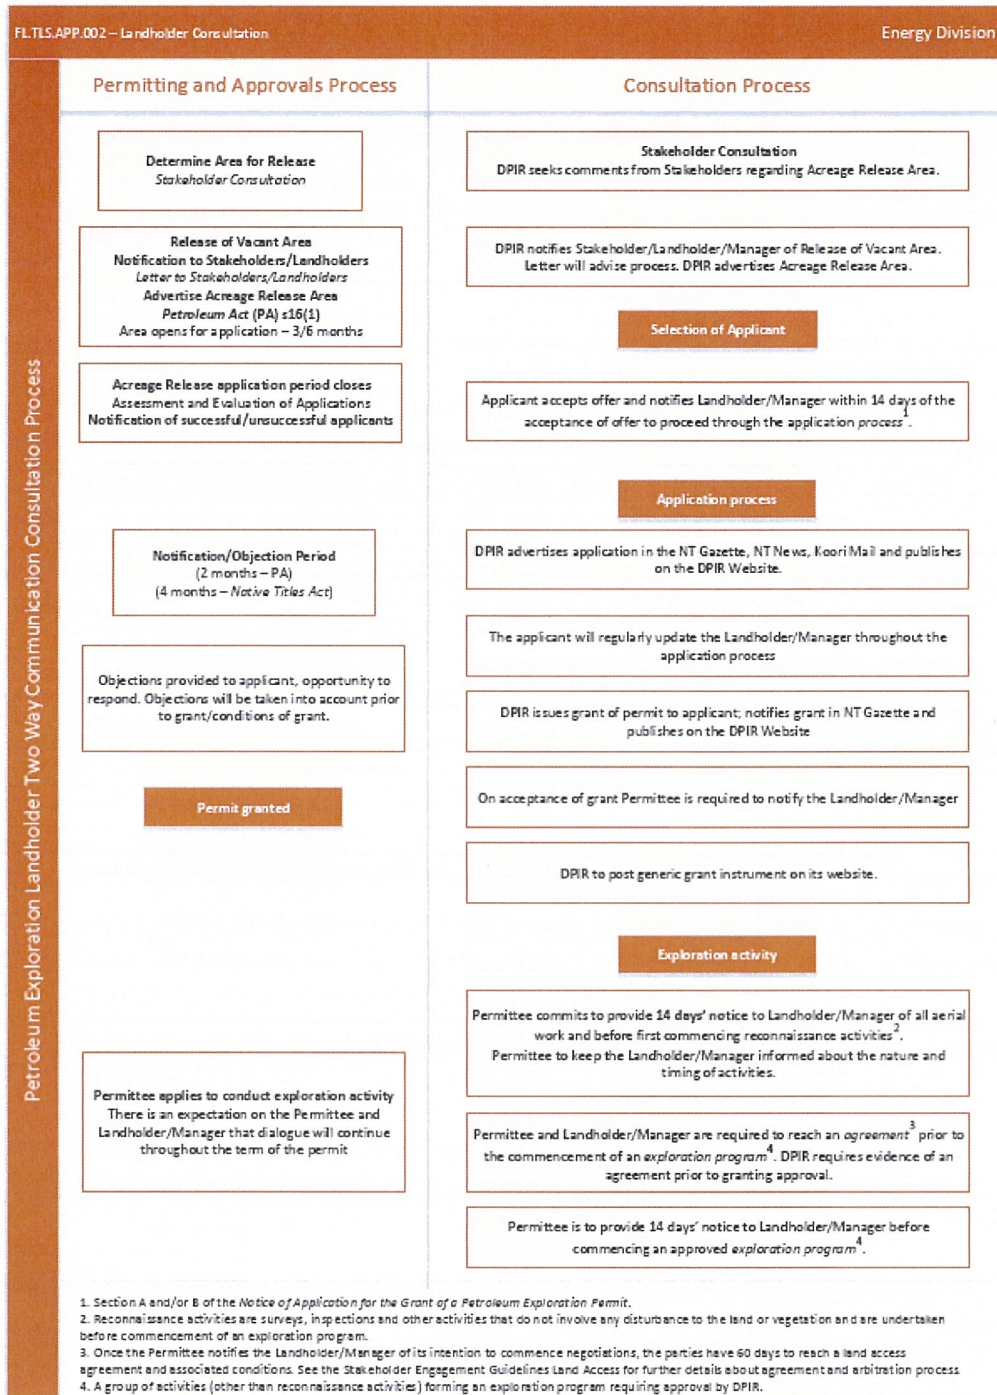 FL.TLS.APP.002 – Landholder Consultation
Energy Division
Petroleum Exploration Landholder Two Way Communication Consultation Process
Permitting and Approvals Process
Determine Area for Release
Stakeholder Consultation
Release of Vacant Area
Notification to Stakeholders/Landholders
Letter to Stakeholders/Landholders
Advertise Acreage Release Area
Petroleum Act (PA) s16(1)
Area opens for application – 3/6 months
Acreage Release application period closes
Assessment and Evaluation of Applications
Notification of successful/unsuccessful applicants
Notification/Objection Period
(2 months – PA)
(4 months – Native Titles Act)
Objections provided to applicant, opportunity to
respond. Objections will be taken into account prior
to grant/conditions of grant.
Permit granted
Permittee applies to conduct exploration activity
There is an expectation on the Permittee and
Landholder/Manager that dialogue will continue
throughout the term of the permit
Consultation Process
Stakeholder Consultation
DPIR seeks comments from Stakeholders regarding Acreage Release Area.
DPIR notifies Stakeholder/Landholder/Manager of Release of Vacant Area.
Letter will advise process. DPIR advertises Acreage Release Area.
Selection of Applicant
Applicant accepts offer and notifies Landholder/Manager within 14 days of the
acceptance of offer to proceed through the application process1.
Application process
DPIR advertises application in the NT Gazette, NT News, Koori Mail and publishes
on the DPIR Website.
The applicant will regularly update the Landholder/Manager throughout the
application process
DPIR issues grant of permit to applicant; notifies grant in NT Gazette and
publishes on the DPIR Website
On acceptance of grant Permittee is required to notify the Landholder/Manager
DPIR to post generic grant instrument on its website.
Exploration activity
Permittee commits to provide 14 days' notice to Landholder/Manager of all aerial
work and before first commencing reconnaissance activities2.
Permittee to keep the Landholder/Manager informed about the nature and
timing of activities.
Permittee and Landholder/Manager are required to reach an agreement3 prior to
the commencement of an exploration program4. DPIR requires evidence of an
agreement prior to granting approval.
Permittee is to provide 14 days' notice to Landholder/Manager before
commencing an approved exploration program4.
1. Section A and/or B of the Notice of Application for the Grant of a Petroleum Exploration Permit.
2. Reconnaissance activities are surveys, inspections and other activities that do not involve any disturbance to the land or vegetation and are undertaken
before commencement of an exploration program.
3. Once the Permittee notifies the Landholder/Manager of its intention to commence negotiations, the parties have 60 days to reach a land access
agreement and associated conditions. See the Stakeholder Engagement Guidelines Land Access for further details about agreement and arbitration process
4. A group of activities (other than reconnaissance activities) forming an exploration program requiring approval by DPIR.